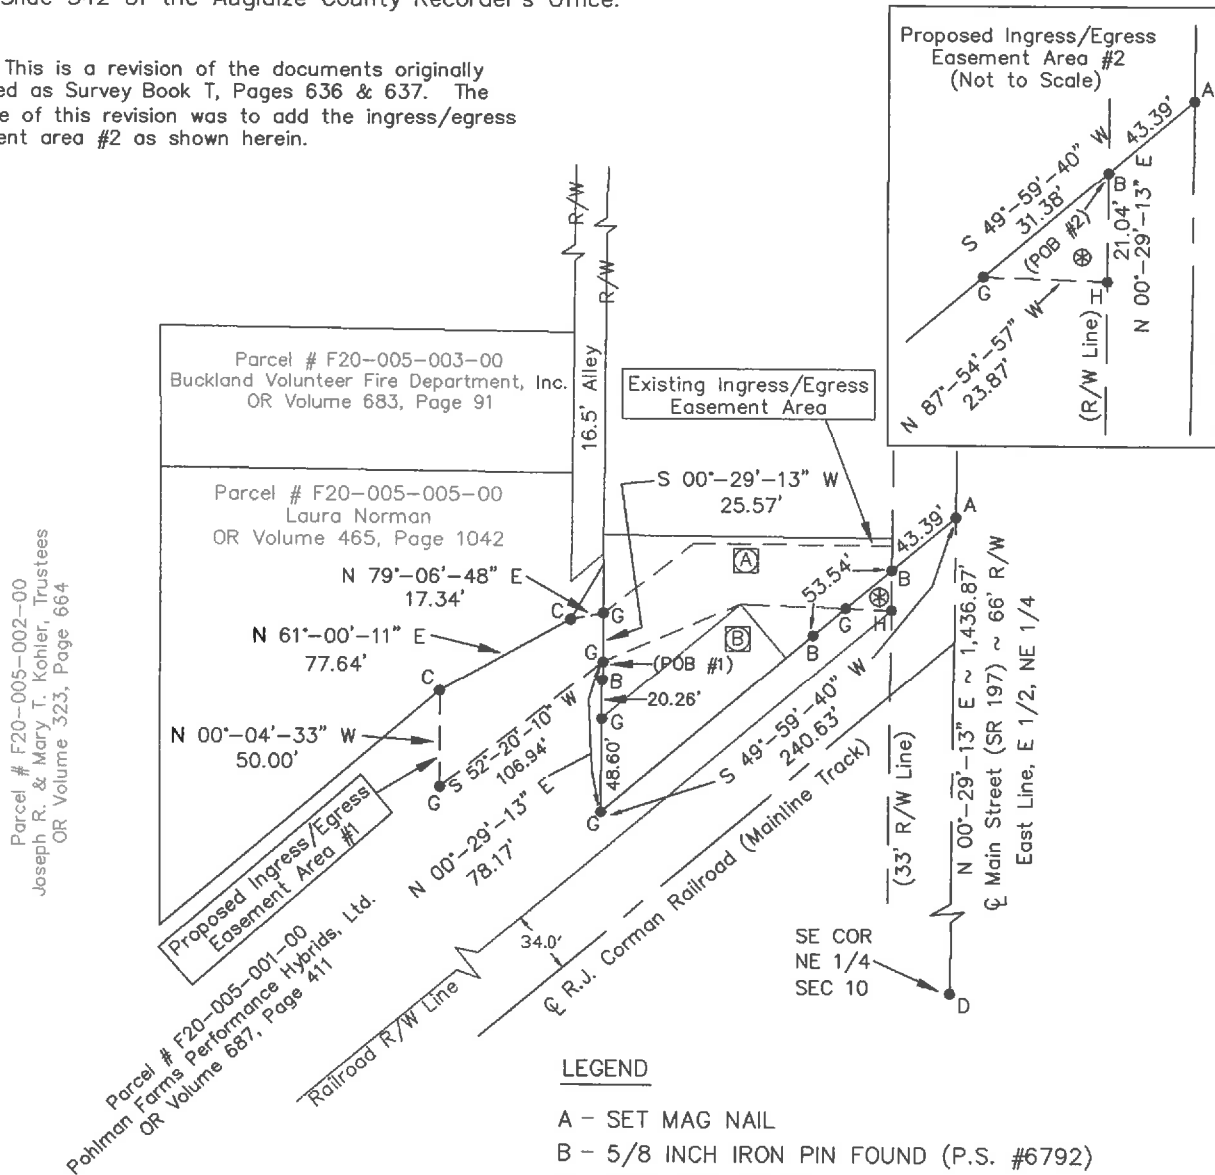 Slide 542 of the Auglaize County Recorder's Office.
This is a revision of the documents originally
ed as Survey Book T, Pages 636 & 637. The
e of this revision was to add the ingress/egress
ent area #2 as shown herein.
Proposed Ingress/Egress
Easement Area #2
(Not to Scale)
A
43.39'
S 49°-59'-40" W
31.38'
B
(POB #2)
21.04'
N 00°-29'-13" E
G
H
N 87°-54'-57" W
23.87'
(R/W Line)
R/W
R/W
16.5' Alley
Parcel # F20-005-003-00
Buckland Volunteer Fire Department, Inc.
OR Volume 683, Page 91
Existing Ingress/Egress
Easement Area
Parcel # F20-005-005-00
Laura Norman
OR Volume 465, Page 1042
S 00°-29'-13" W
25.57'
A
43.39'
A
53.54'
B
N 79°-06'-48" E
17.34'
C
G
G
H
N 61°-00'-11" E
77.64'
B
B
G
(POB #1)
B
20.26'
C
G
N 00°-04'-33" W
50.00'
G
S 52°-20'-10" W
106.94'
48.60'
S 49°-59'-40" W
240.63'
G
N 00°-29'-13" E
78.17'
Proposed Ingress/Egress
Easement Area #1
Parcel # F20-005-002-00
Joseph R. & Mary T. Kohler, Trustees
OR Volume 323, Page 664
Parcel # F20-005-001-00
Pohlman Farms Performance Hybrids, Ltd.
OR Volume 687, Page 411
34.0'
Railroad R/W Line
℄ R.J. Corman Railroad (Mainline Track)
(33' R/W Line)
N 00°-29'-13" E ~ 1,436.87'
℄ Main Street (SR 197) ~ 66' R/W
East Line, E 1/2, NE 1/4
SE COR
NE 1/4
SEC 10
D
LEGEND
A - SET MAG NAIL
B - 5/8 INCH IRON PIN FOUND (P.S. #6792)